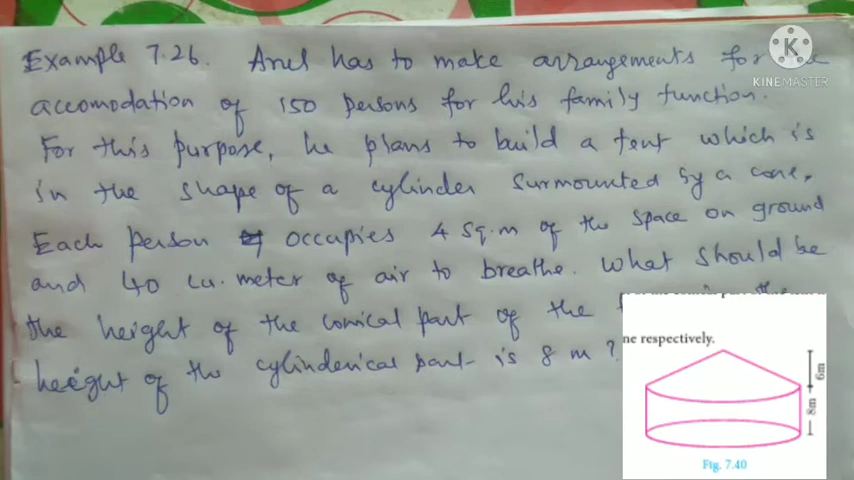 Example 7.26. Arul has to make arrangements for
accomodation of 150 persons for his family function.
For this purpose, he plans to build a tent which is
in the shape of a cylinder surmounted by a cone.
Each person occupies 4 sq.m of the space on ground
and 40 cu. meter of air to breathe. What should be
the height of the conical part of the
height of the cylinderical part is 8 m ?
KINEMASTER
ne respectively.
6m
8m
Fig. 7.40